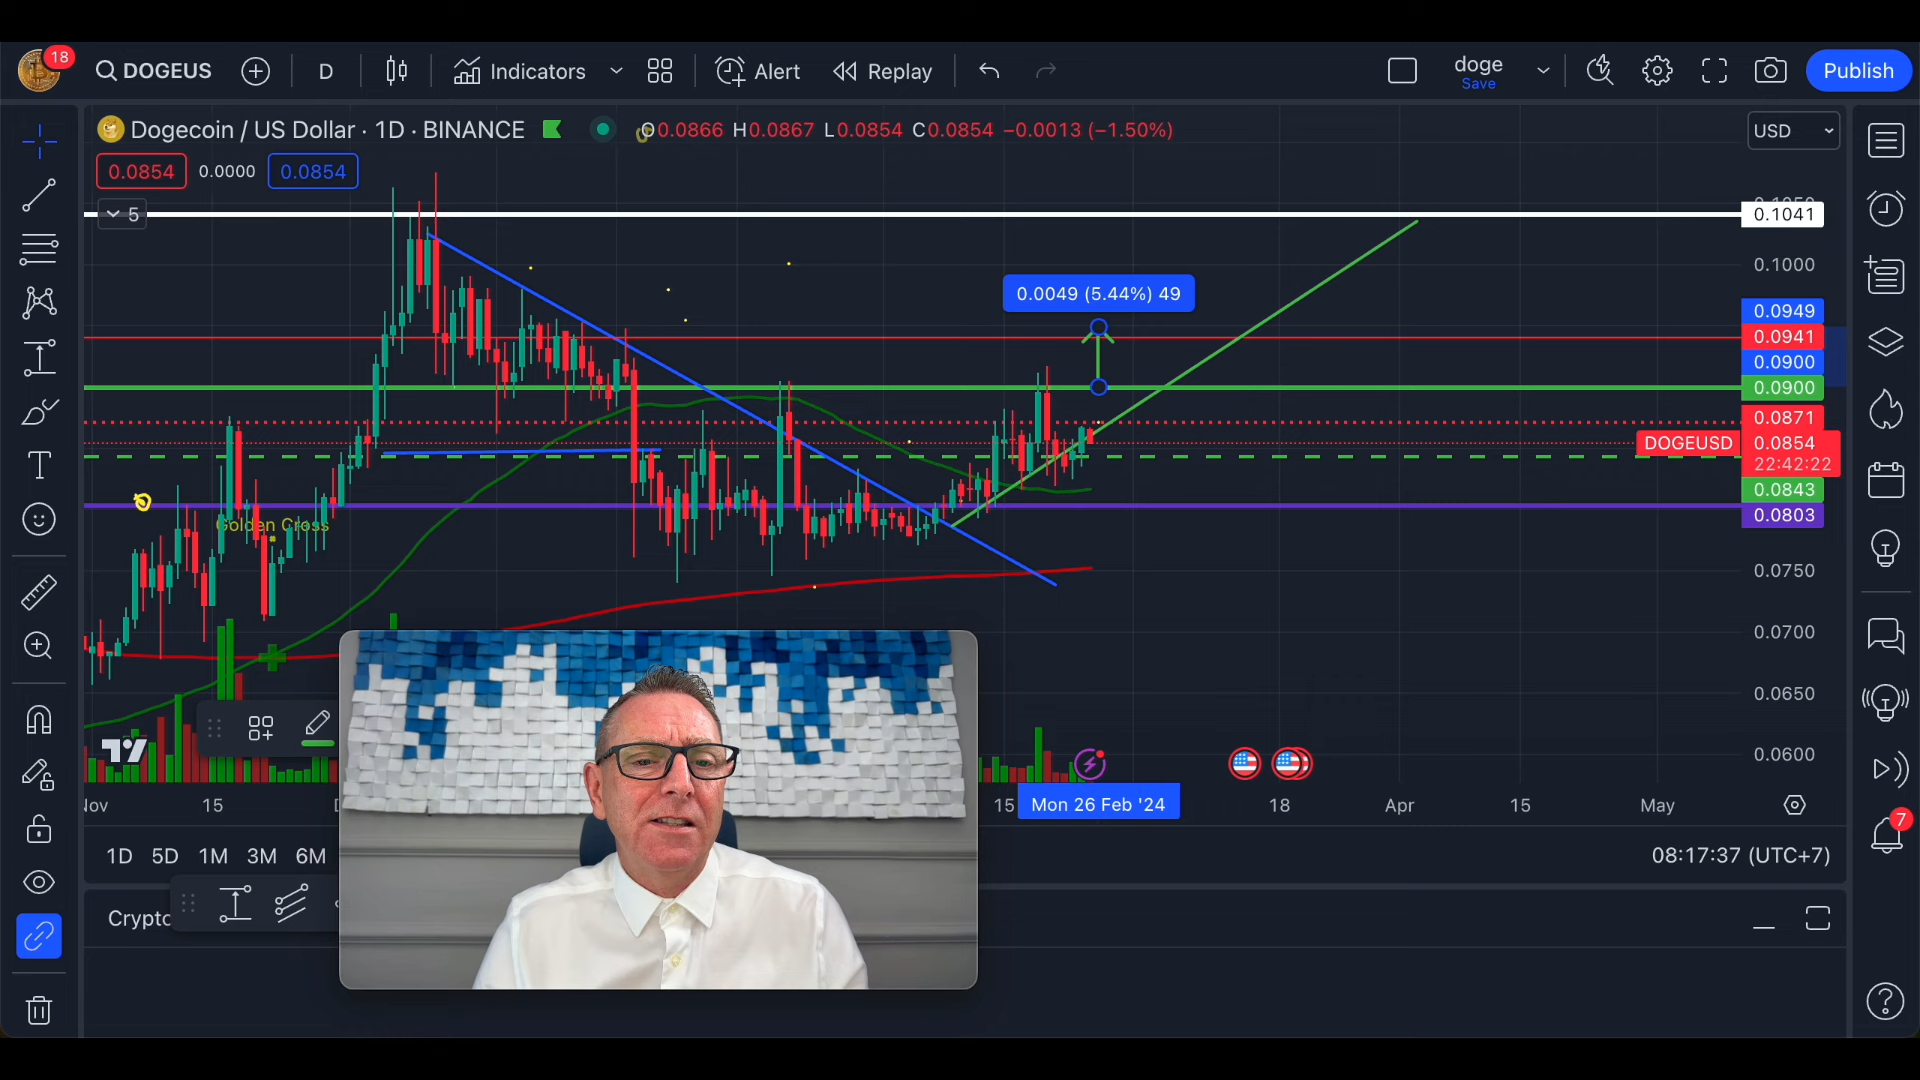 18
DOGEUS
D
Indicators
Alert
Replay
doge
Save
Publish
Dogecoin / US Dollar · 1D · BINANCE
O0.0866 H0.0867 L0.0854 C0.0854 −0.0013 (−1.50%)
USD
0.0854
0.0000
0.0854
5
0.1041
0.1000
0.0049 (5.44%) 49
0.0949
0.0941
0.0900
0.0900
0.0871
DOGEUSD
0.0854
22:42:22
0.0843
0.0803
Golden Cross
0.0750
0.0700
0.0650
0.0600
Nov
15
15
Mon 26 Feb '24
18
Apr
15
May
1D
5D
1M
3M
6M
08:17:37 (UTC+7)
7